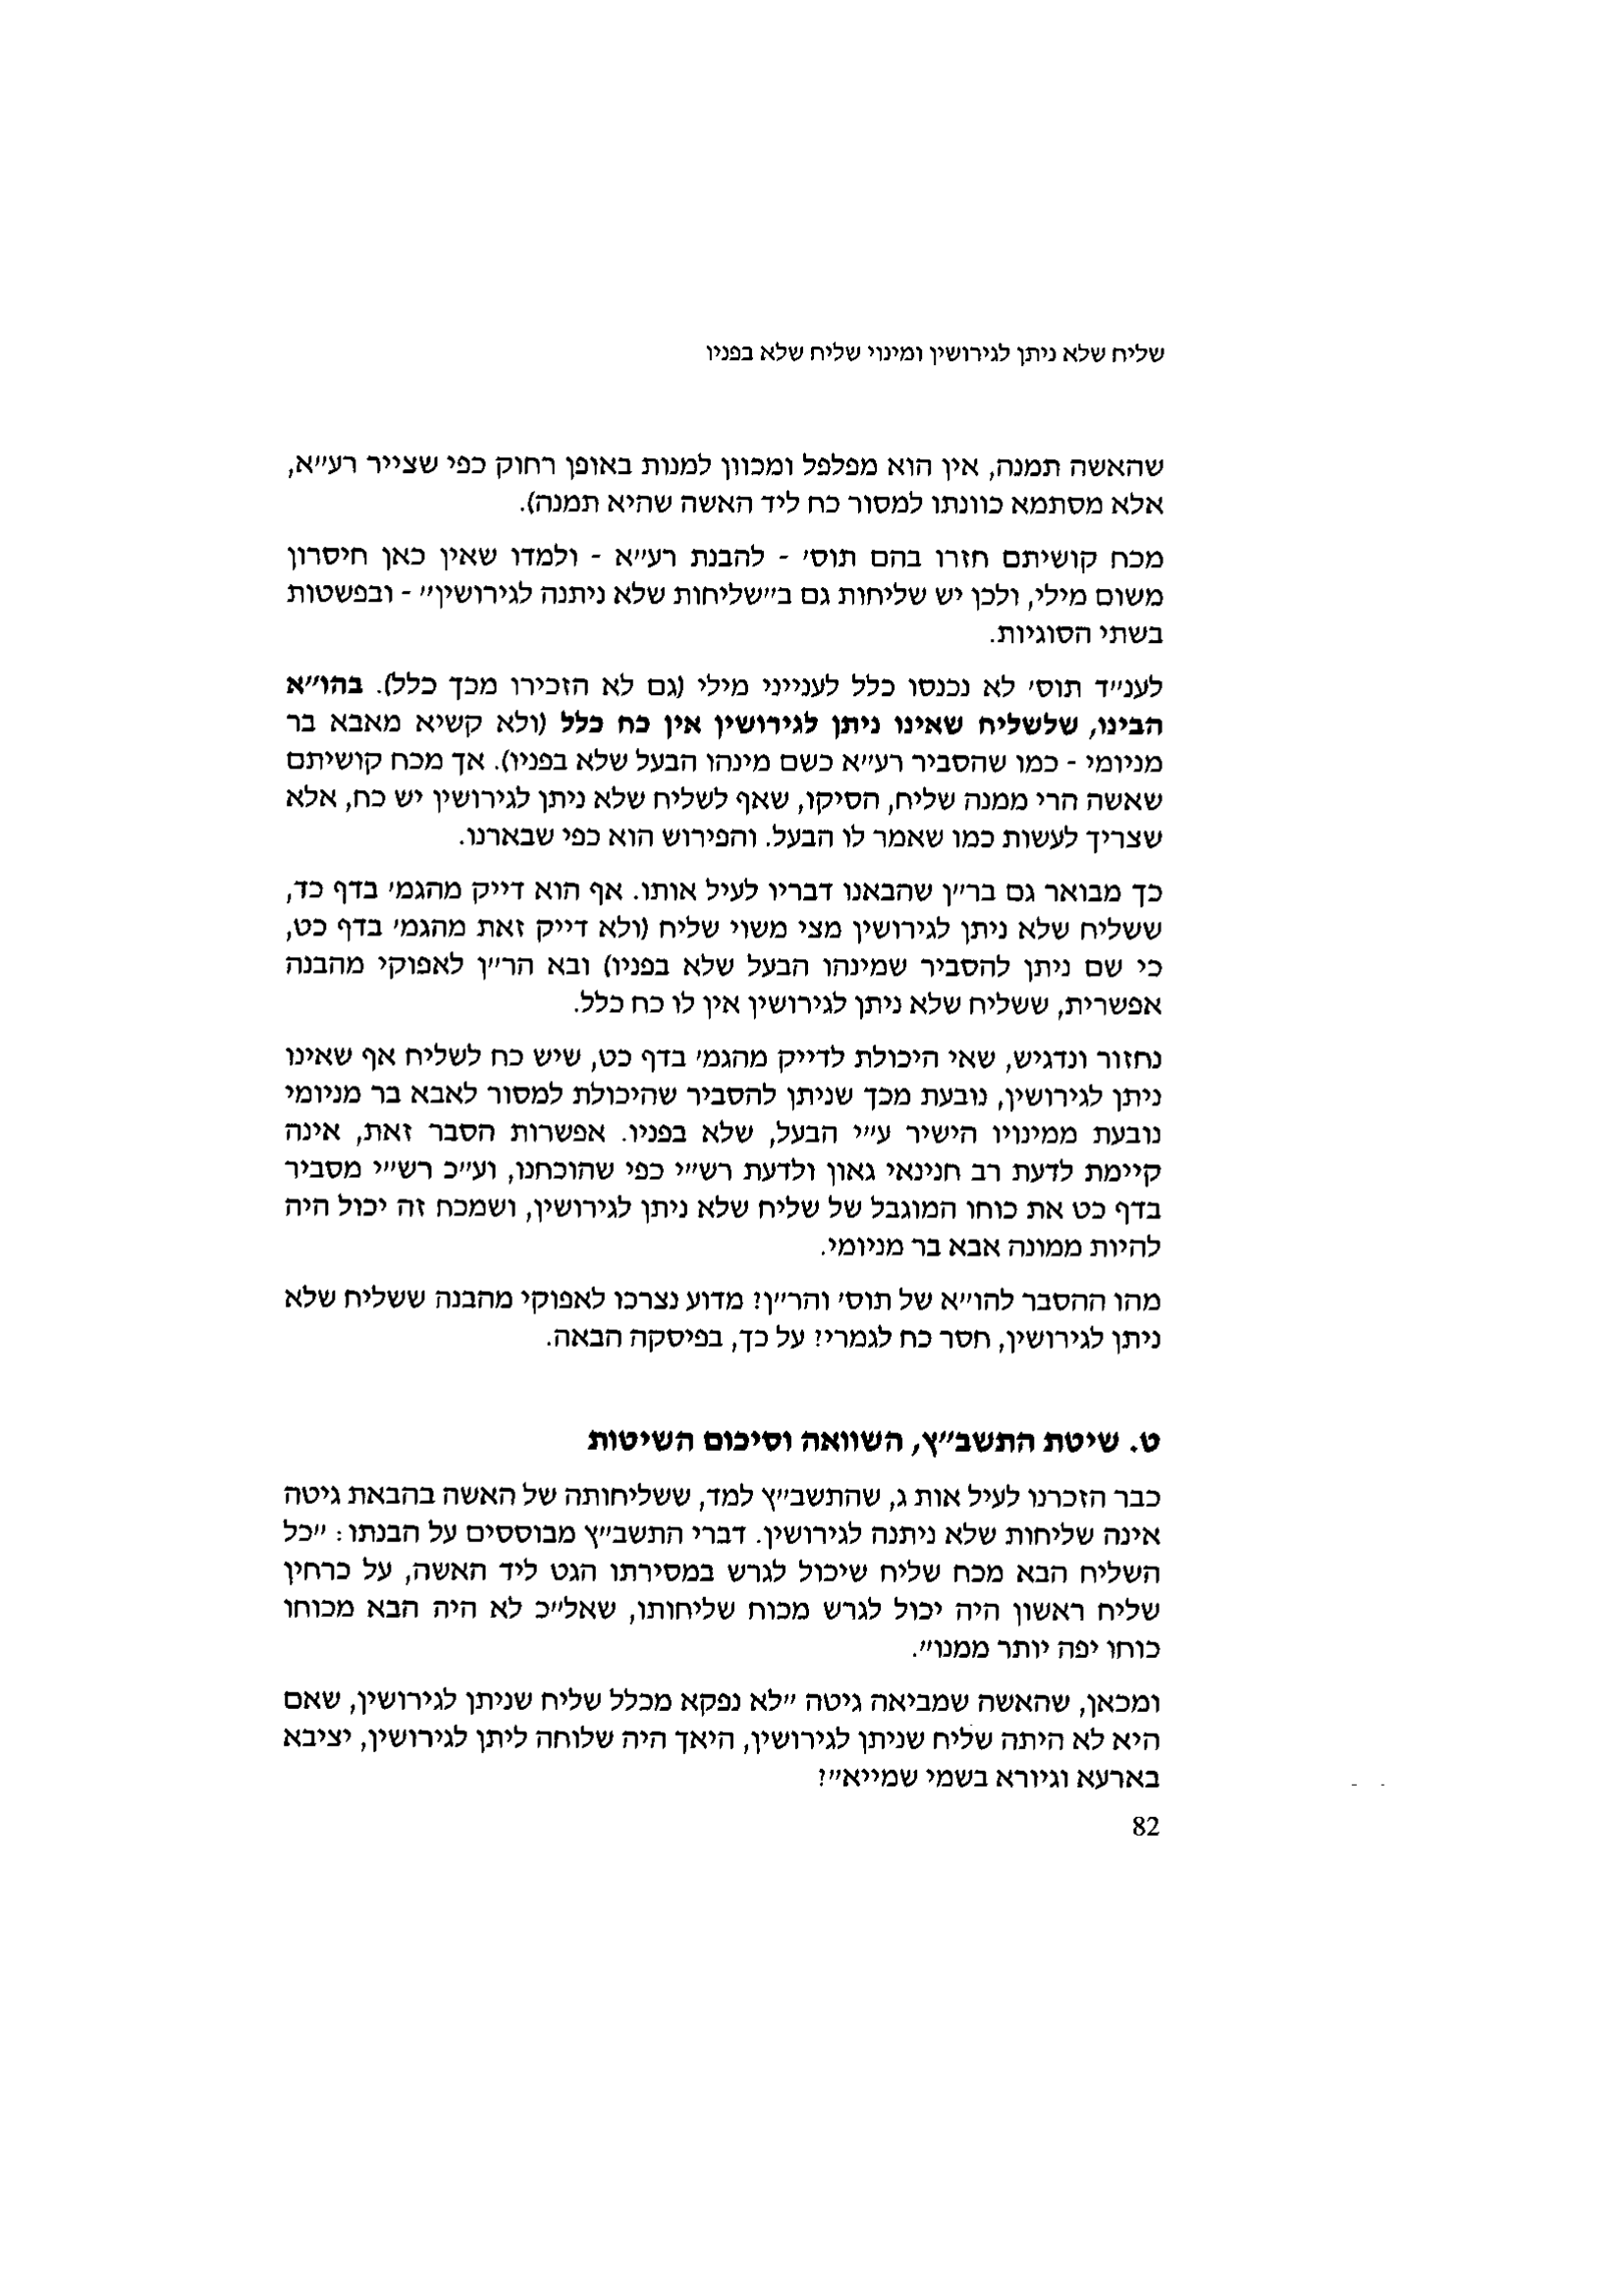 שליח שלא ניתן לגירושין ומינוי שליח שלא בפניו
שהאשה תמנה, אין הוא מפלפל ומכוון למנות באופן רחוק כפי שצייר רע״א,
אלא מסתמא כוונתו למסור כח ליד האשה שהיא תמנה).
מכח קושיתם חזרו בהם תוס׳ - להבנת רע״א - ולמדו שאין כאן חיסרון
משום מילי, ולכן יש שליחות גם ב״שליחות שלא ניתנה לגירושין״ - ובפשטות
בשתי הסוגיות.
לענ״ד תוס׳ לא נכנסו כלל לענייני מילי (גם לא הזכירו מכך כלל). בהו״א
הבינו, שלשליח שאינו ניתן לגירושין אין כח כלל (ולא קשיא מאבא בר
מניומי - כמו שהסביר רע״א כשם מינהו הבעל שלא בפניו). אך מכח קושיתם
שאשה הרי ממנה שליח, הסיקו, שאף לשליח שלא ניתן לגירושין יש כח, אלא
שצריך לעשות כמו שאמר לו הבעל. והפירוש הוא כפי שבארנו.
כך מבואר גם בר״ן שהבאנו דבריו לעיל אותו. אף הוא דייק מהגמ׳ בדף כד,
ששליח שלא ניתן לגירושין מצי משוי שליח (ולא דייק זאת מהגמ׳ בדף כט,
כי שם ניתן להסביר שמינהו הבעל שלא בפניו) ובא הר״ן לאפוקי מהבנה
אפשרית, ששליח שלא ניתן לגירושין אין לו כח כלל.
נחזור ונדגיש, שאי היכולת לדייק מהגמ׳ בדף כט, שיש כח לשליח אף שאינו
ניתן לגירושין, נובעת מכך שניתן להסביר שהיכולת למסור לאבא בר מניומי
נובעת ממינויו הישיר ע״י הבעל, שלא בפניו. אפשרות הסבר זאת, אינה
קיימת לדעת רב חנינאי גאון ולדעת רש״י כפי שהוכחנו, וע״כ רש״י מסביר
בדף כט את כוחו המוגבל של שליח שלא ניתן לגירושין, ושמכח זה יכול היה
להיות ממונה אבא בר מניומי.
מהו ההסבר להו״א של תוס׳ והר״ן? מדוע נצרכו לאפוקי מהבנה ששליח שלא
ניתן לגירושין, חסר כח לגמרי? על כך, בפיסקה הבאה.
ט. שיטת התשב״ץ, השוואה וסיכום השיטות
כבר הזכרנו לעיל אות ג, שהתשב״ץ למד, ששליחותה של האשה בהבאת גיטה
אינה שליחות שלא ניתנה לגירושין. דברי התשב״ץ מבוססים על הבנתו: ״כל
השליח הבא מכח שליח שיכול לגרש במסירתו הגט ליד האשה, על כרחין
שליח ראשון היה יכול לגרש מכוח שליחותו, שאל״כ לא היה הבא מכוחו
כוחו יפה יותר ממנו״.
ומכאן, שהאשה שמביאה גיטה ״לא נפקא מכלל שליח שניתן לגירושין, שאם
היא לא היתה שליח שניתן לגירושין, היאך היה שלוחה ליתן לגירושין, יציבא
בארעא וגיורא בשמי שמייא״?
82